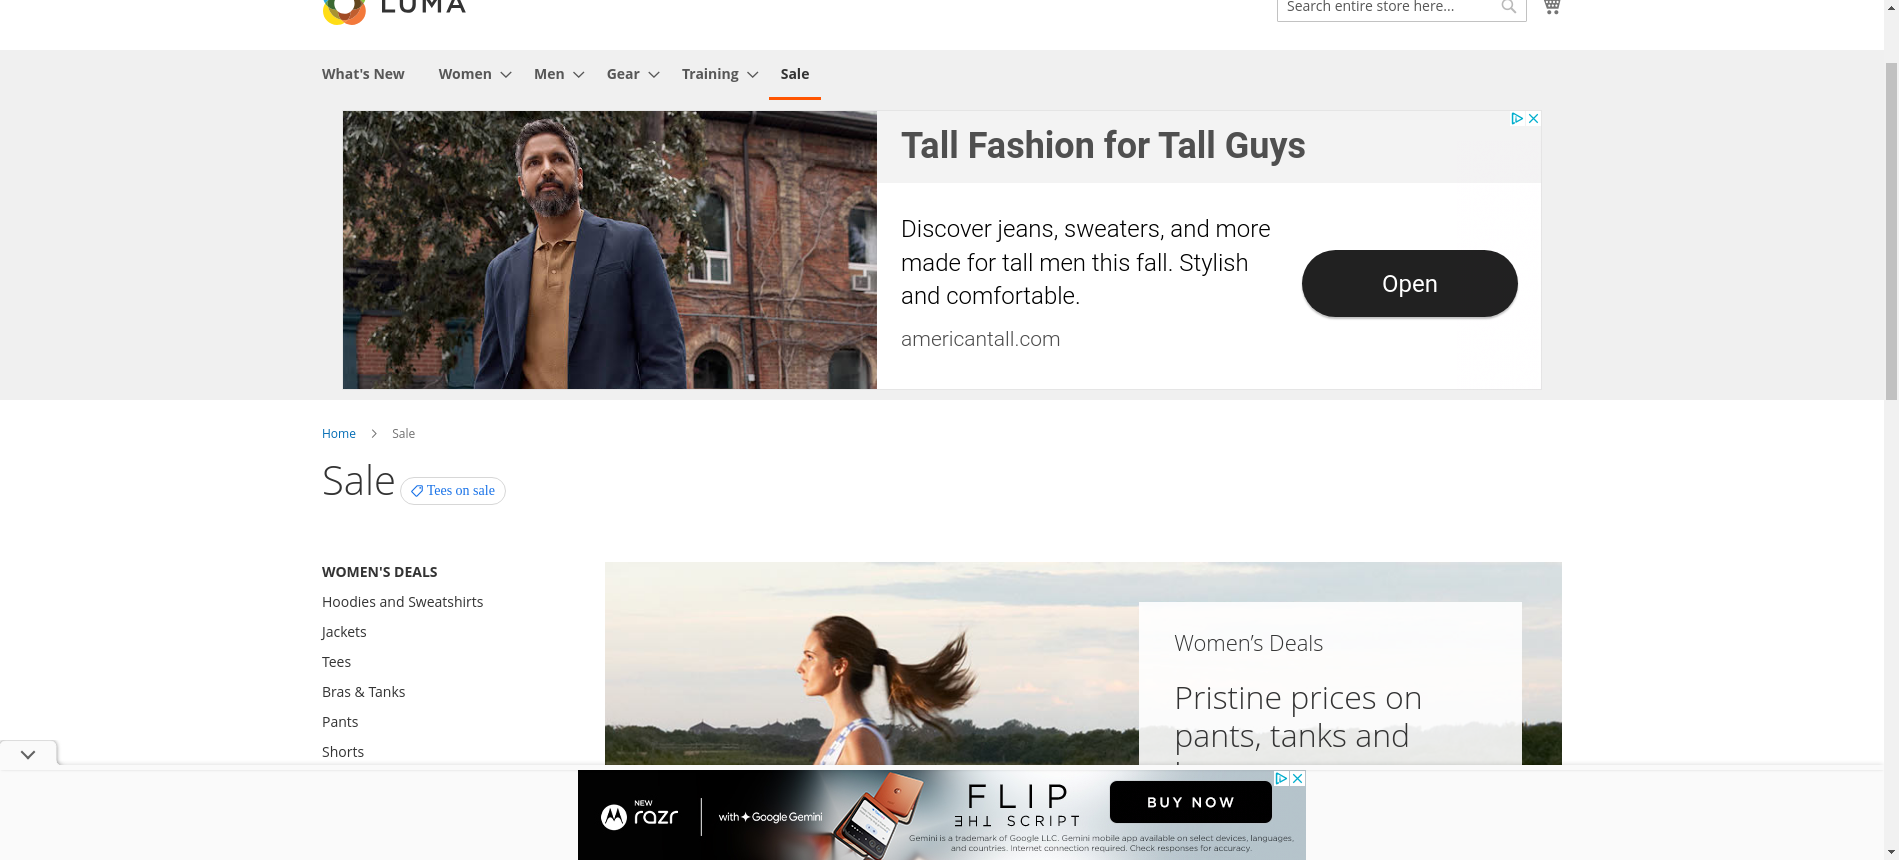 LUMA
Search entire store here...
What's New
Women
Men
Gear
Training
Sale
Tall Fashion for Tall Guys
Discover jeans, sweaters, and more
made for tall men this fall. Stylish
and comfortable.
Open
americantall.com
Home
Sale
Sale
Tees on sale
WOMEN'S DEALS
Hoodies and Sweatshirts
Jackets
Tees
Bras & Tanks
Pants
Shorts
Women’s Deals
Pristine prices on
pants, tanks and
NEW
razr
with Google Gemini
FLIP
THE SCRIPT
BUY NOW
Gemini is a trademark of Google LLC. Gemini mobile app available on select devices, languages,
and countries. Internet connection required. Check responses for accuracy.